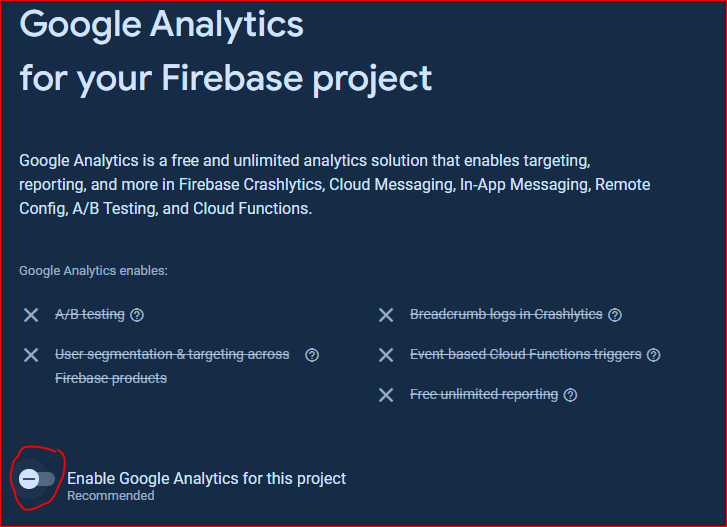 Google Analytics
for your Firebase project
Google Analytics is a free and unlimited analytics solution that enables targeting,
reporting, and more in Firebase Crashlytics, Cloud Messaging, In-App Messaging, Remote
Config, A/B Testing, and Cloud Functions.
Google Analytics enables:
A/B testing
User segmentation & targeting across
Firebase products
Breadcrumb logs in Crashlytics
Event-based Cloud Functions triggers
Free unlimited reporting
Enable Google Analytics for this project
Recommended